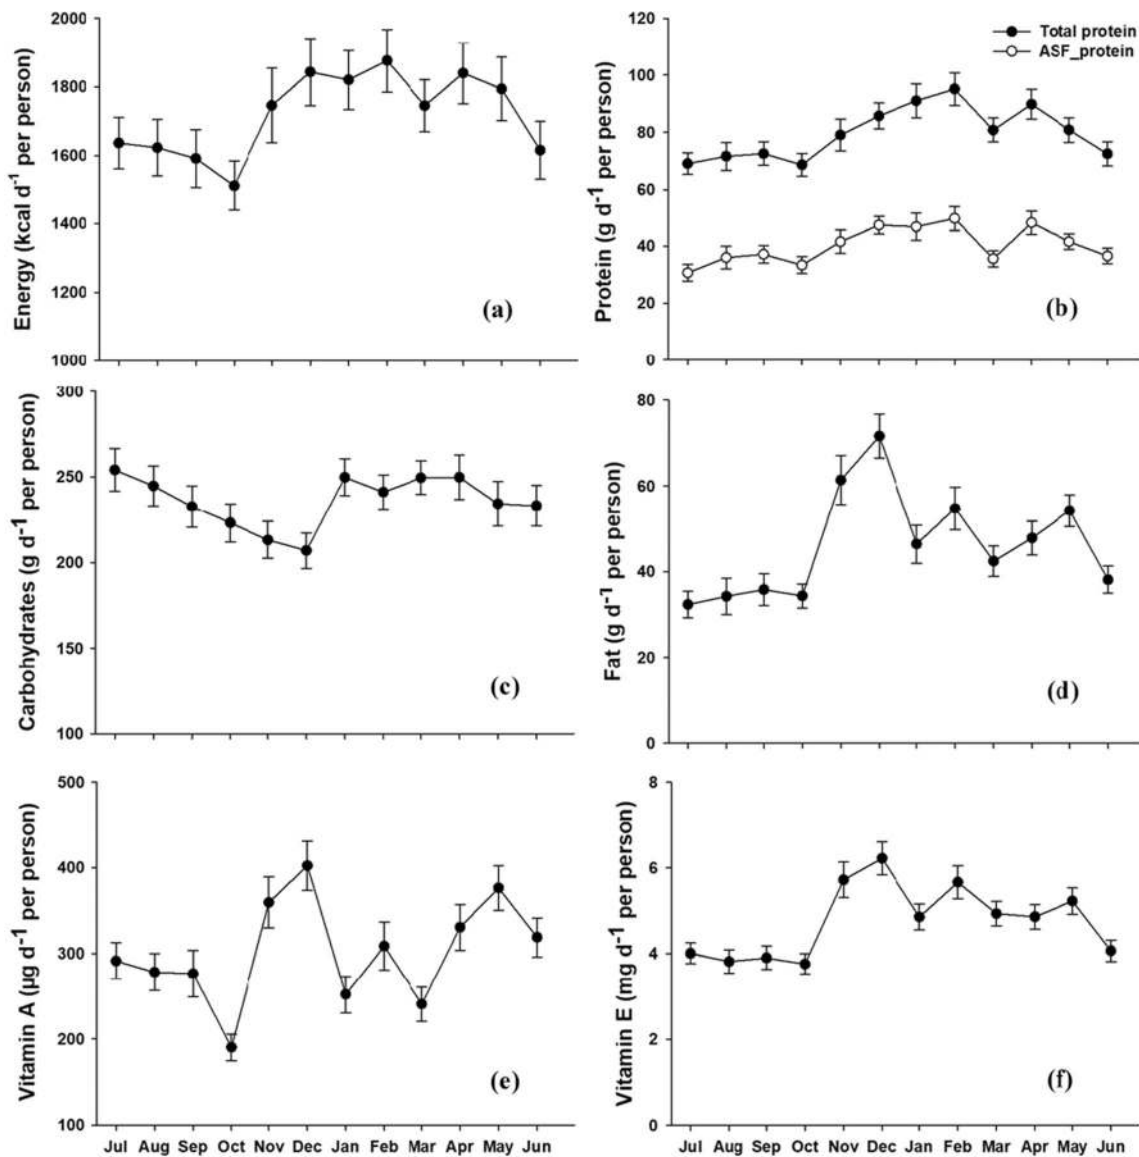 2000
1800
1600
1400
1200
1000
Energy (kcal d⁻¹ per person)
(a)
120
100
80
60
40
20
0
Protein (g d⁻¹ per person)
Total protein
ASF_protein
(b)
300
250
200
150
100
Carbohydrates (g d⁻¹ per person)
(c)
80
60
40
20
0
Fat (g d⁻¹ per person)
(d)
500
400
300
200
100
Vitamin A (µg d⁻¹ per person)
(e)
Jul Aug Sep Oct Nov Dec Jan Feb Mar Apr May Jun
8
6
4
2
0
Vitamin E (mg d⁻¹ per person)
(f)
Jul Aug Sep Oct Nov Dec Jan Feb Mar Apr May Jun